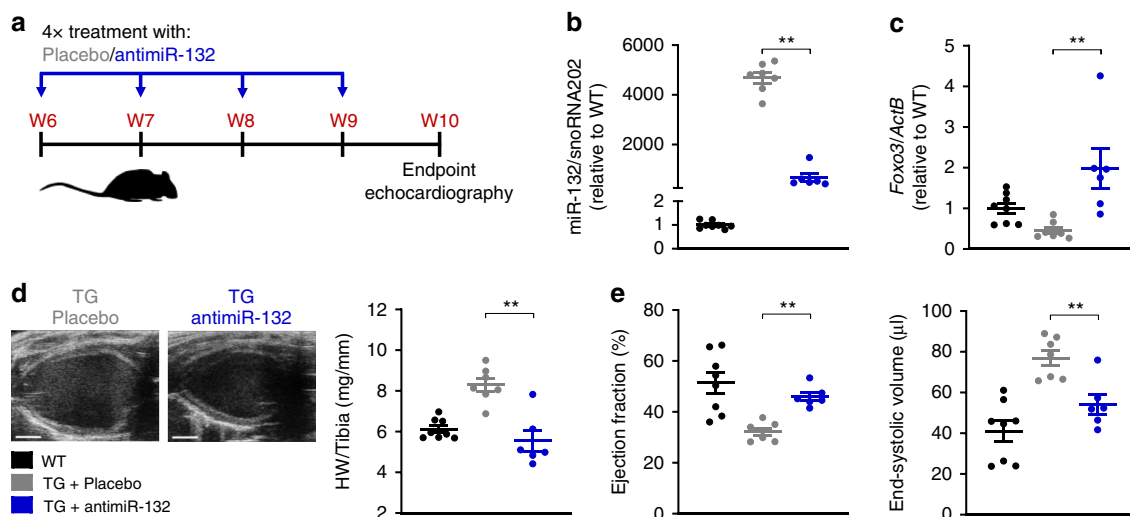 a
4× treatment with:
Placebo/antimiR-132
W6 W7 W8 W9 W10
Endpoint
echocardiography
b
miR-132/snoRNA202
(relative to WT)
6000
4000
2000
2
1
0
**
c
Foxo3/ActB
(relative to WT)
5
4
3
2
1
0
**
d
TG
Placebo
TG
antimiR-132
WT
TG + Placebo
TG + antimiR-132
HW/Tibia (mg/mm)
12
10
8
6
4
2
**
e
Ejection fraction (%)
80
60
40
20
0
**
End-systolic volume (µl)
100
80
60
40
20
0
**